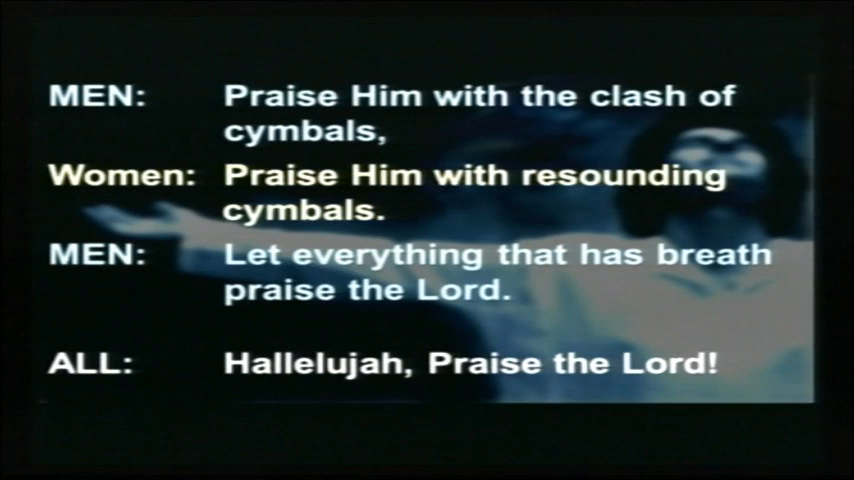 MEN: Praise Him with the clash of
cymbals,
Women: Praise Him with resounding
cymbals.
MEN: Let everything that has breath
praise the Lord.
ALL: Hallelujah, Praise the Lord!